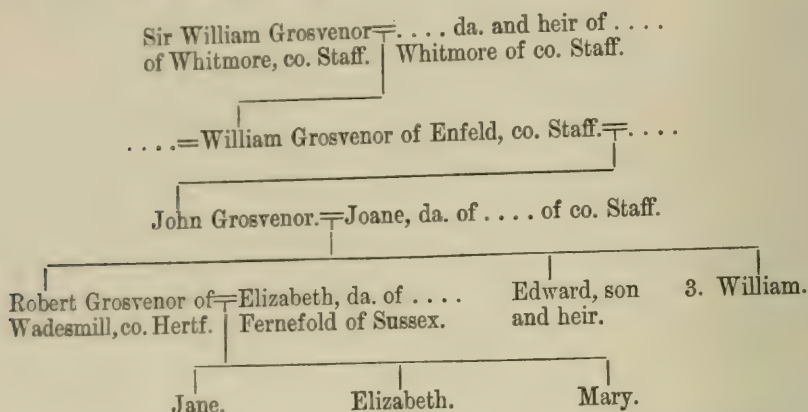 Sir William Grosvenor=.... da. and heir of ....
of Whitmore, co. Staff. Whitmore of co. Staff.
....=William Grosvenor of Enfeld, co. Staff.=....
John Grosvenor.=Joane, da. of .... of co. Staff.
Robert Grosvenor of=Elizabeth, da. of .... Edward, son 3. William.
Wadesmill, co. Hertf. Fernefold of Sussex. and heir.
Jane. Elizabeth. Mary.